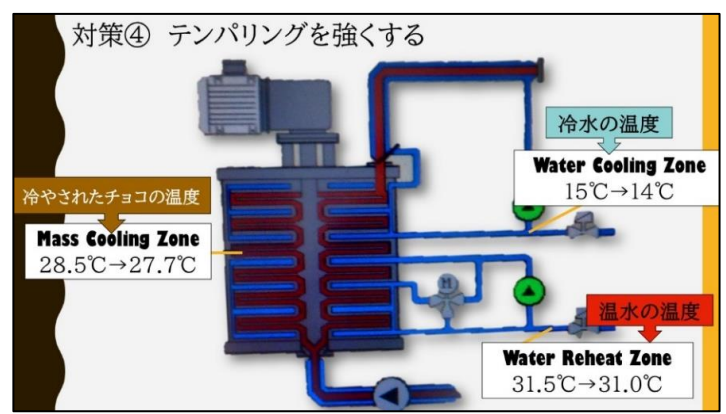 対策④ テンパリングを強くする
冷水の温度
Water Cooling Zone
15℃→14℃
冷やされたチョコの温度
Mass Cooling Zone
28.5℃→27.7℃
M
温水の温度
Water Reheat Zone
31.5℃→31.0℃